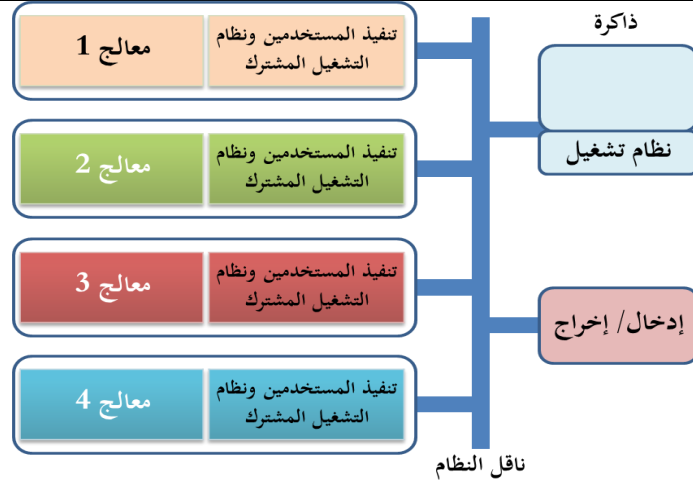 ذاكرة
نظام تشغيل
إدخال/ إخراج
تنفيذ المستخدمين ونظام
التشغيل المشترك
معالج 1
تنفيذ المستخدمين ونظام
التشغيل المشترك
معالج 2
تنفيذ المستخدمين ونظام
التشغيل المشترك
معالج 3
تنفيذ المستخدمين ونظام
التشغيل المشترك
معالج 4
ناقل النظام